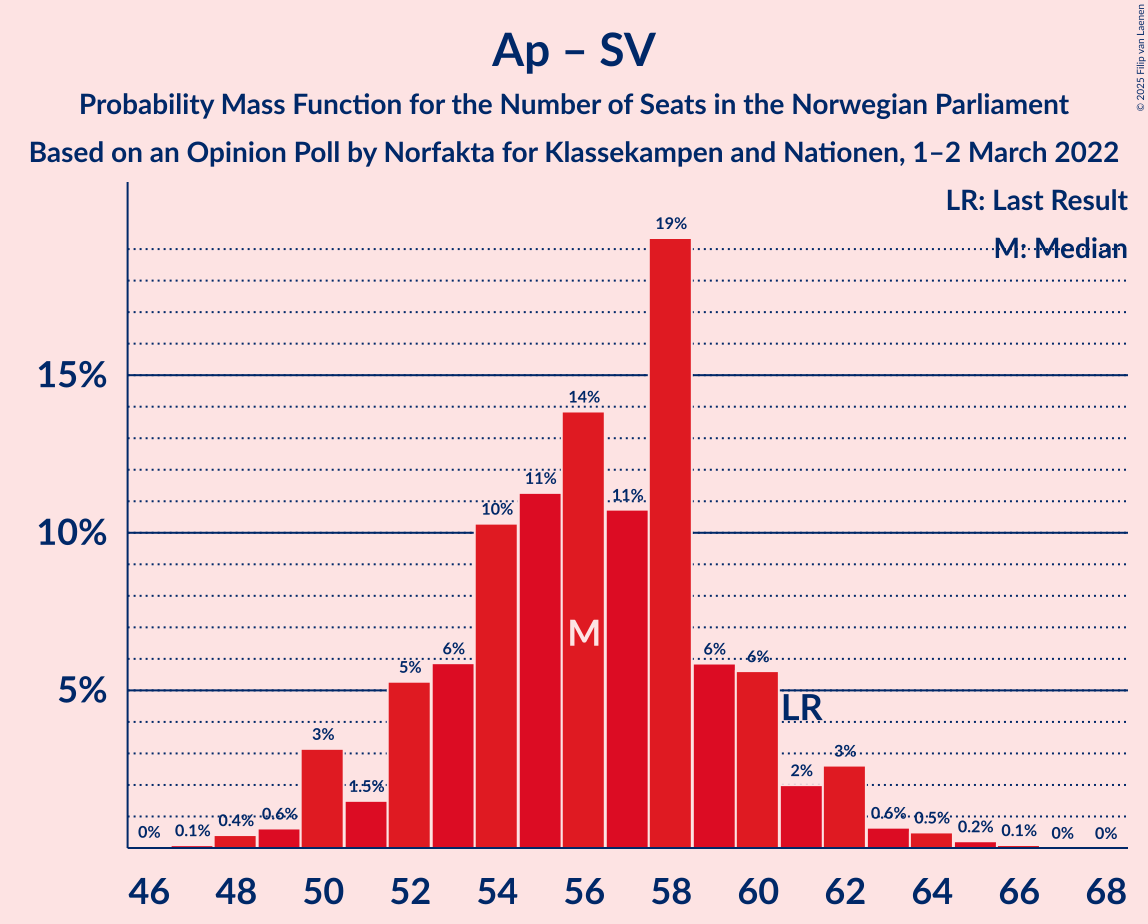 Ap – SV
Probability Mass Function for the Number of Seats in the Norwegian Parliament
Based on an Opinion Poll by Norfakta for Klassekampen and Nationen, 1–2 March 2022
© 2025 Filip van Laenen
LR: Last Result
M: Median
15%
10%
5%
0%
0.1%
0.4%
0.6%
3%
1.5%
5%
6%
10%
11%
14%
11%
19%
6%
6%
2%
3%
0.6%
0.5%
0.2%
0.1%
0%
0%
M
LR
46 48 50 52 54 56 58 60 62 64 66 68